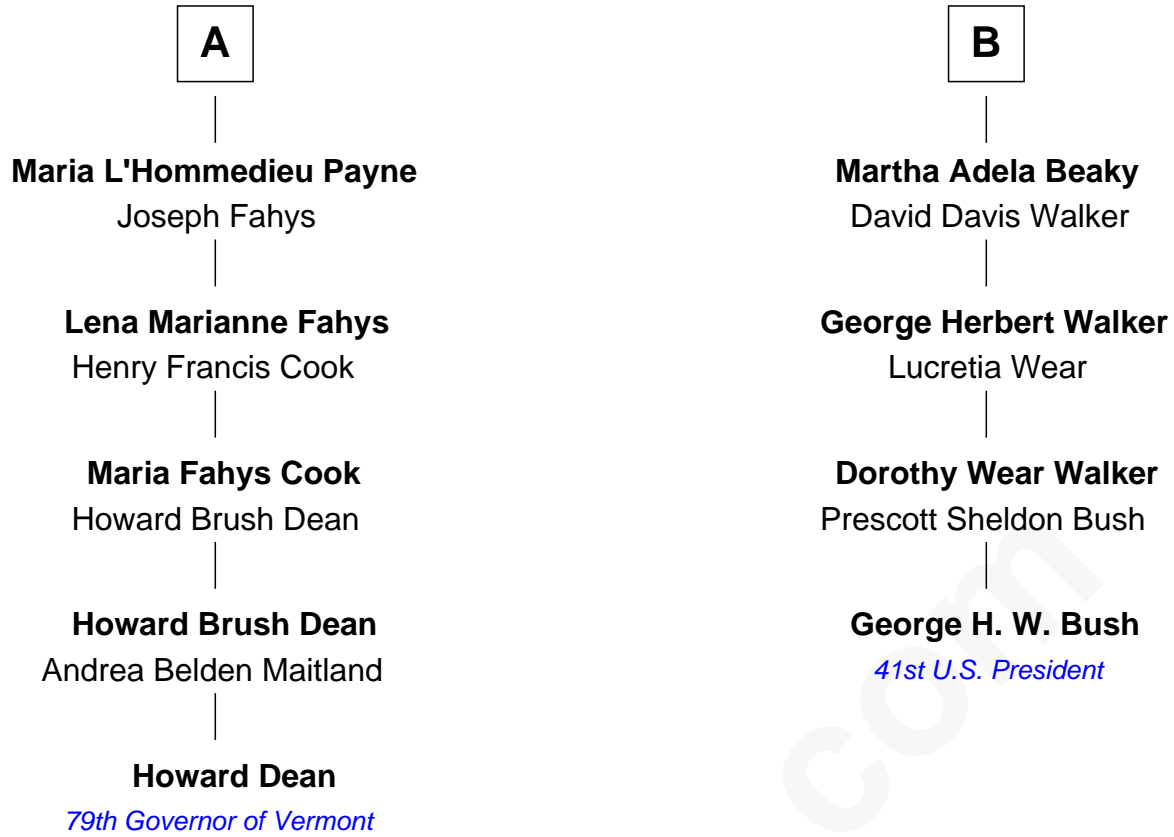 A
Maria L'Hommedieu Payne
Joseph Fahys
Lena Marianne Fahys
Henry Francis Cook
Maria Fahys Cook
Howard Brush Dean
Howard Brush Dean
Andrea Belden Maitland
Howard Dean
79th Governor of Vermont
B
Martha Adela Beaky
David Davis Walker
George Herbert Walker
Lucretia Wear
Dorothy Wear Walker
Prescott Sheldon Bush
George H. W. Bush
41st U.S. President
com